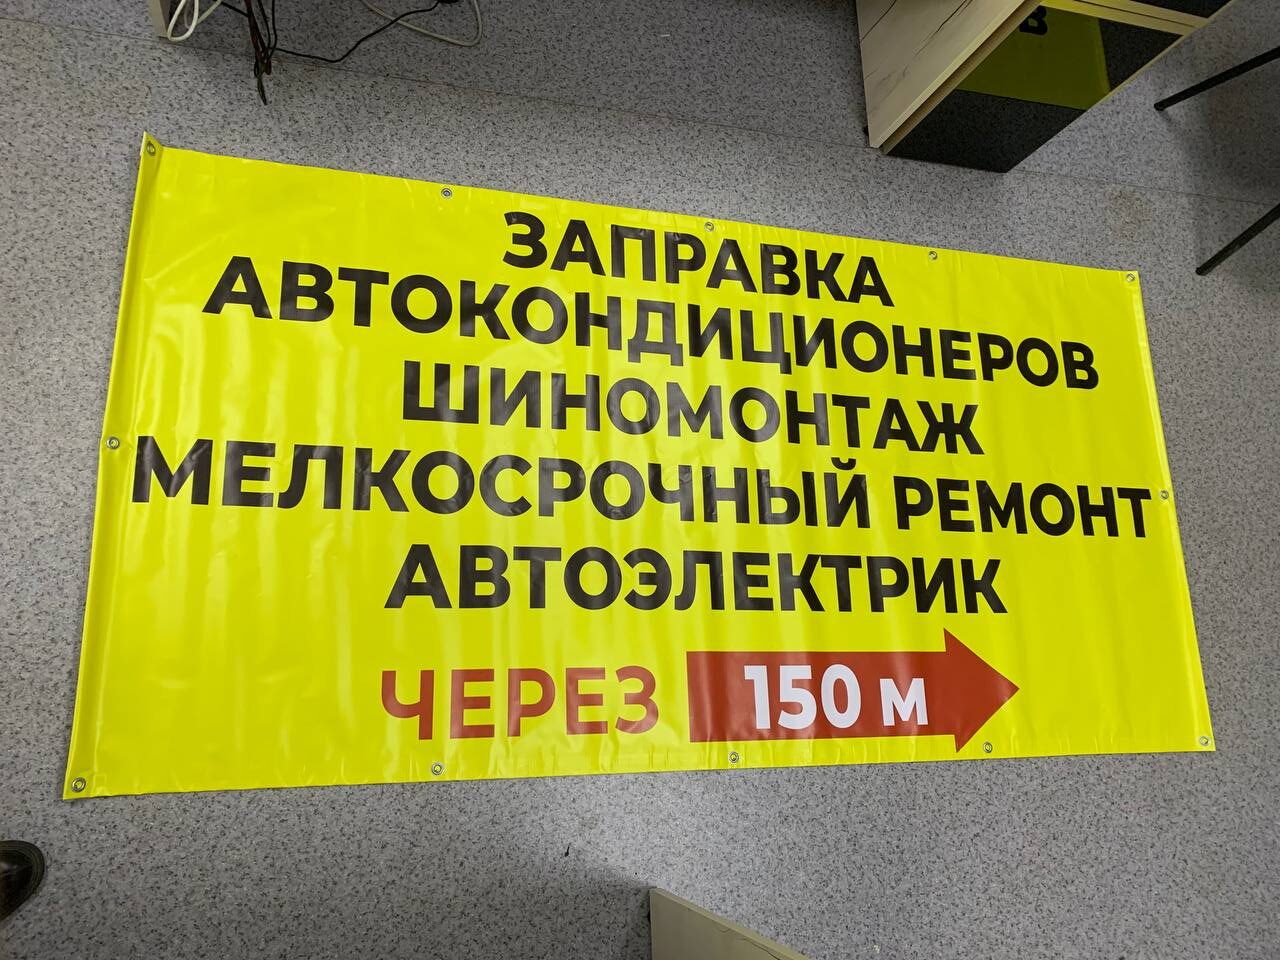 ЗАПРАВКА
АВТОКОНДИЦИОНЕРОВ
ШИНОМОНТАЖ
МЕЛКОСРОЧНЫЙ РЕМОНТ
АВТОЭЛЕКТРИК
ЧЕРЕЗ 150 м